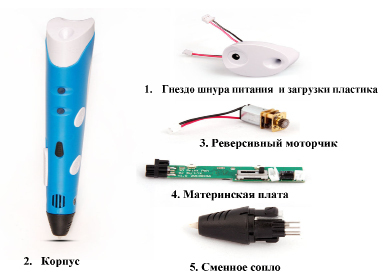 1. Гнездо шнура питания и загрузки пластика
3. Реверсивный моторчик
4. Материнская плата
2. Корпус
5. Сменное сопло